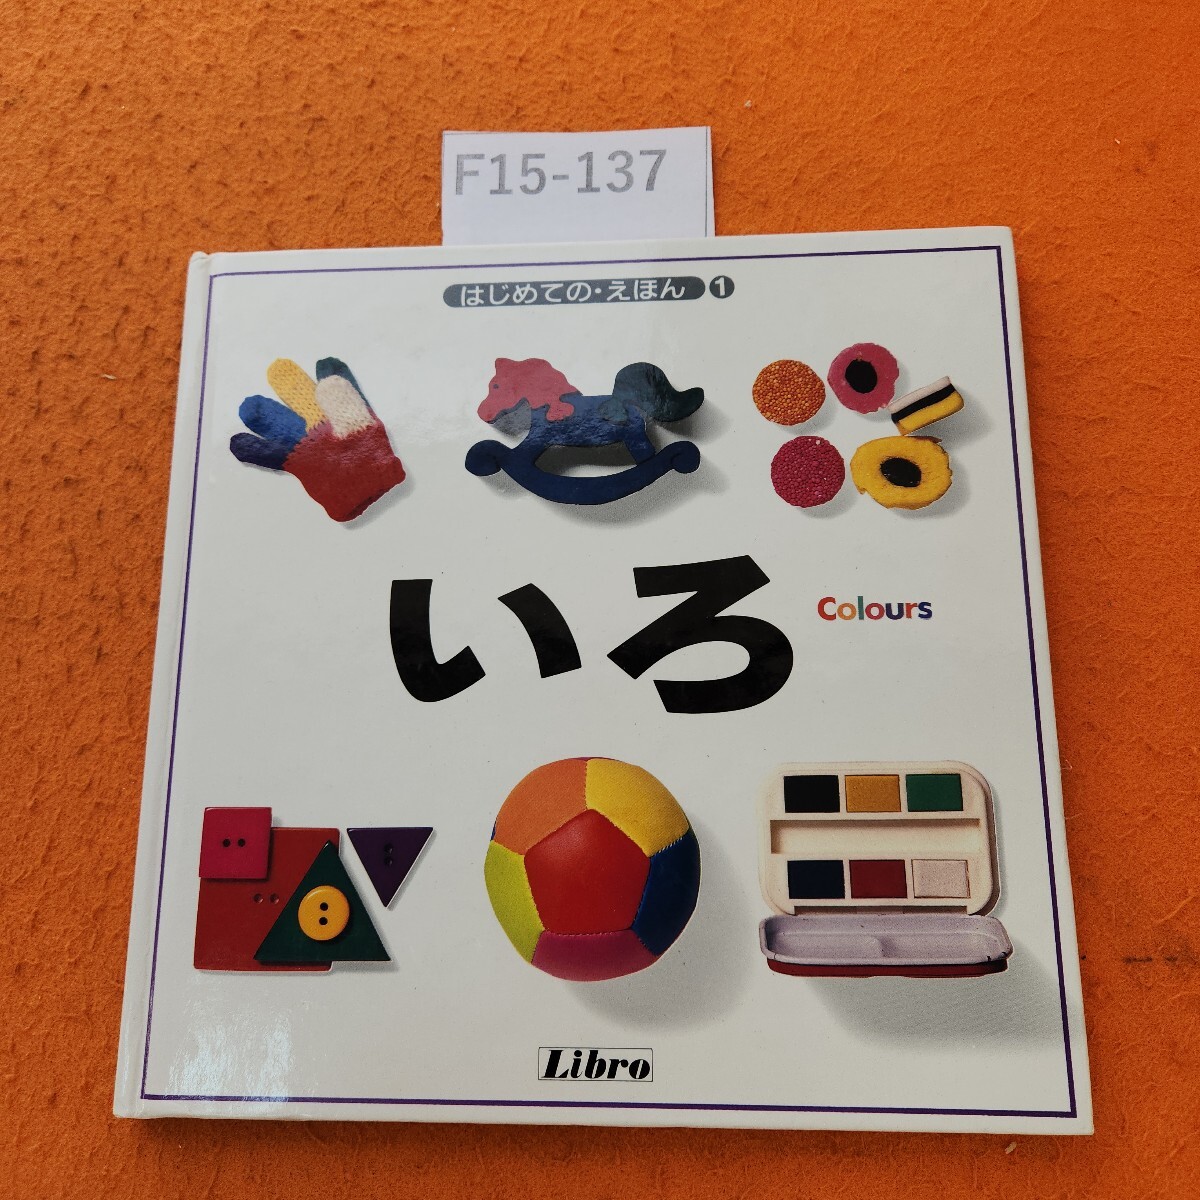 F15-137
はじめての・えほん 1
いろ
Colours
Libro